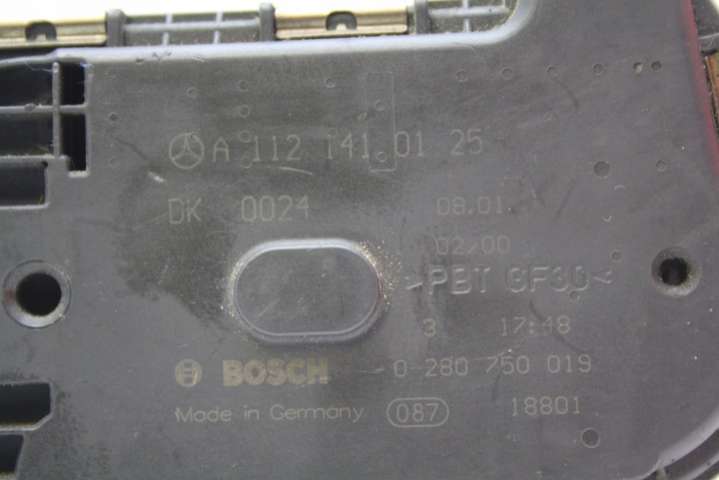 A 112 141 01 25
DK 0024 08.01.
02/00
>PBT GF30<
3 17:48
BOSCH 0 280 750 019
Made in Germany 087 18801